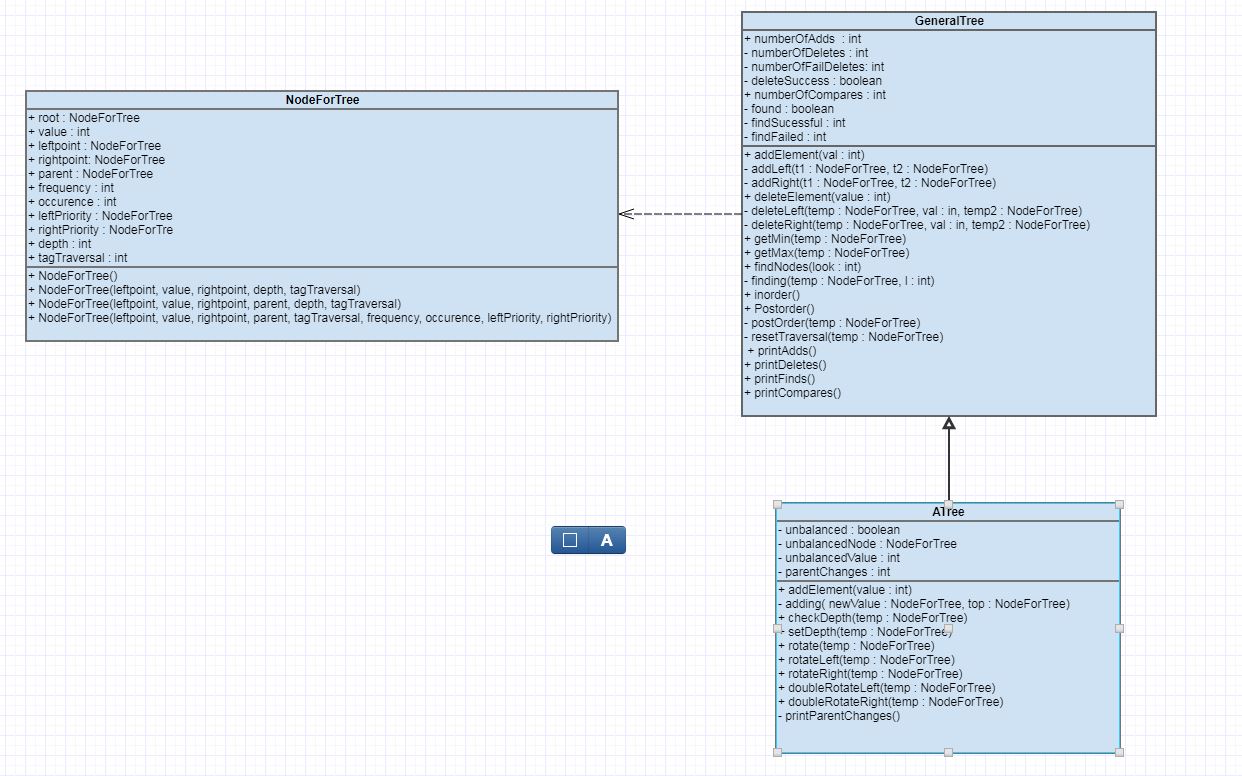 NodeForTree
+ root : NodeForTree
+ value : int
+ leftpoint : NodeForTree
+ rightpoint: NodeForTree
+ parent : NodeForTree
+ frequency : int
+ occurence : int
+ leftPriority : NodeForTree
+ rightPriority : NodeForTre
+ depth : int
+ tagTraversal : int
+ NodeForTree()
+ NodeForTree(leftpoint, value, rightpoint, depth, tagTraversal)
+ NodeForTree(leftpoint, value, rightpoint, parent, depth, tagTraversal)
+ NodeForTree(leftpoint, value, rightpoint, parent, tagTraversal, frequency, occurence, leftPriority, rightPriority)
GeneralTree
+ numberOfAdds : int
- numberOfDeletes : int
- numberOfFailDeletes: int
- deleteSuccess : boolean
+ numberOfCompares : int
- found : boolean
- findSucessful : int
- findFailed : int
+ addElement(val : int)
- addLeft(t1 : NodeForTree, t2 : NodeForTree)
- addRight(t1 : NodeForTree, t2 : NodeForTree)
+ deleteElement(value : int)
- deleteLeft(temp : NodeForTree, val : in, temp2 : NodeForTree)
- deleteRight(temp : NodeForTree, val : in, temp2 : NodeForTree)
+ getMin(temp : NodeForTree)
+ getMax(temp : NodeForTree)
+ findNodes(look : int)
- finding(temp : NodeForTree, l : int)
+ inorder()
+ Postorder()
- postOrder(temp : NodeForTree)
- resetTraversal(temp : NodeForTree)
+ printAdds()
+ printDeletes()
+ printFinds()
+ printCompares()
A
ATree
- unbalanced : boolean
- unbalancedNode : NodeForTree
- unbalancedValue : int
- parentChanges : int
+ addElement(value : int)
- adding( newValue : NodeForTree, top : NodeForTree)
+ checkDepth(temp : NodeForTree)
- setDepth(temp : NodeForTree)
+ rotate(temp : NodeForTree)
+ rotateLeft(temp : NodeForTree)
+ rotateRight(temp : NodeForTree)
+ doubleRotateLeft(temp : NodeForTree)
+ doubleRotateRight(temp : NodeForTree)
- printParentChanges()